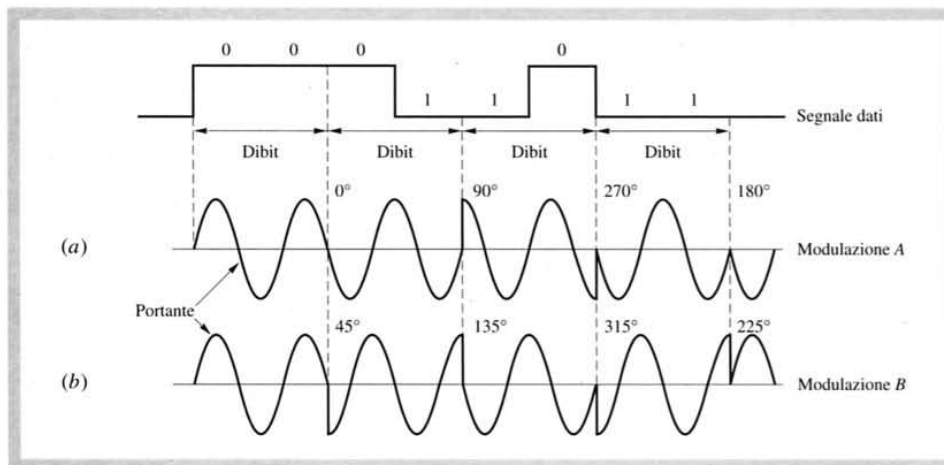 0 0 0 0
1 1 1 1
Segnale dati
Dibit Dibit Dibit Dibit
0° 90° 270° 180°
(a) Modulazione A
Portante
45° 135° 315° 225°
(b) Modulazione B